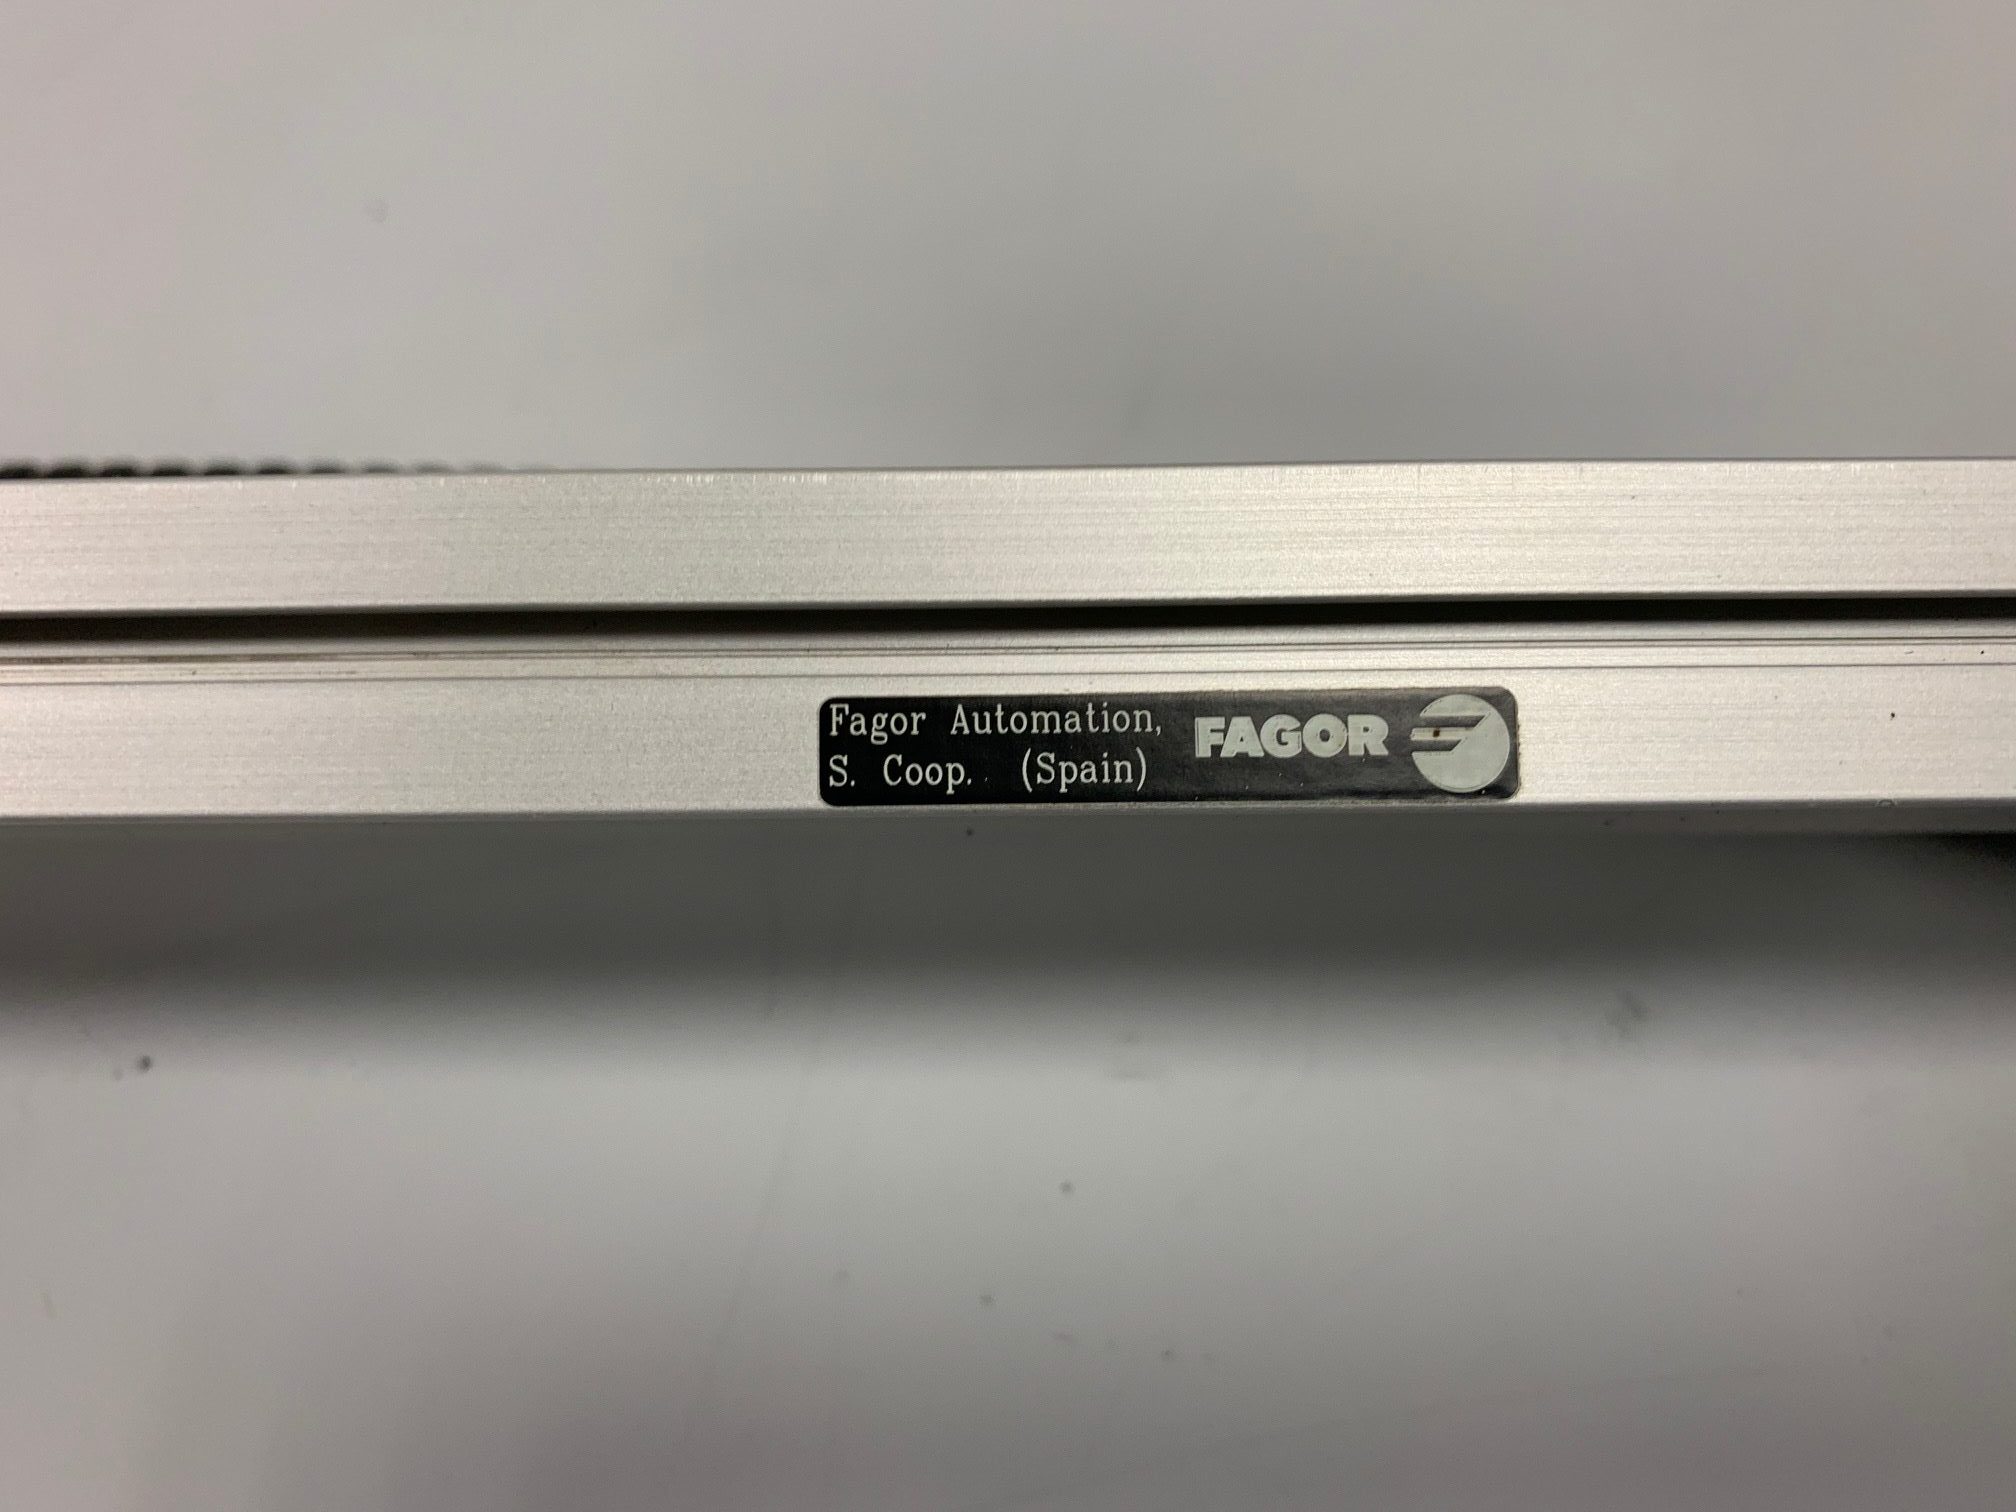 Fagor Automation,
S. Coop. (Spain)
FAGOR